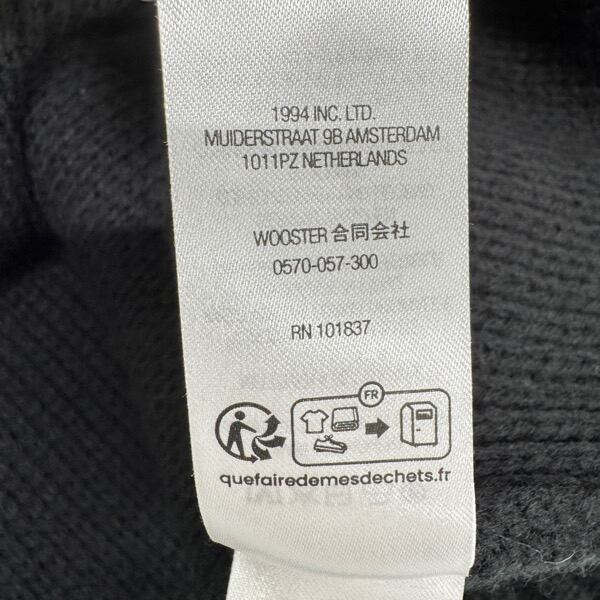 1994 INC. LTD.
MUIDERSTRAAT 9B AMSTERDAM
1011PZ NETHERLANDS
WOOSTER 合同会社
0570-057-300
RN 101837
FR
quefairedemesdechets.fr